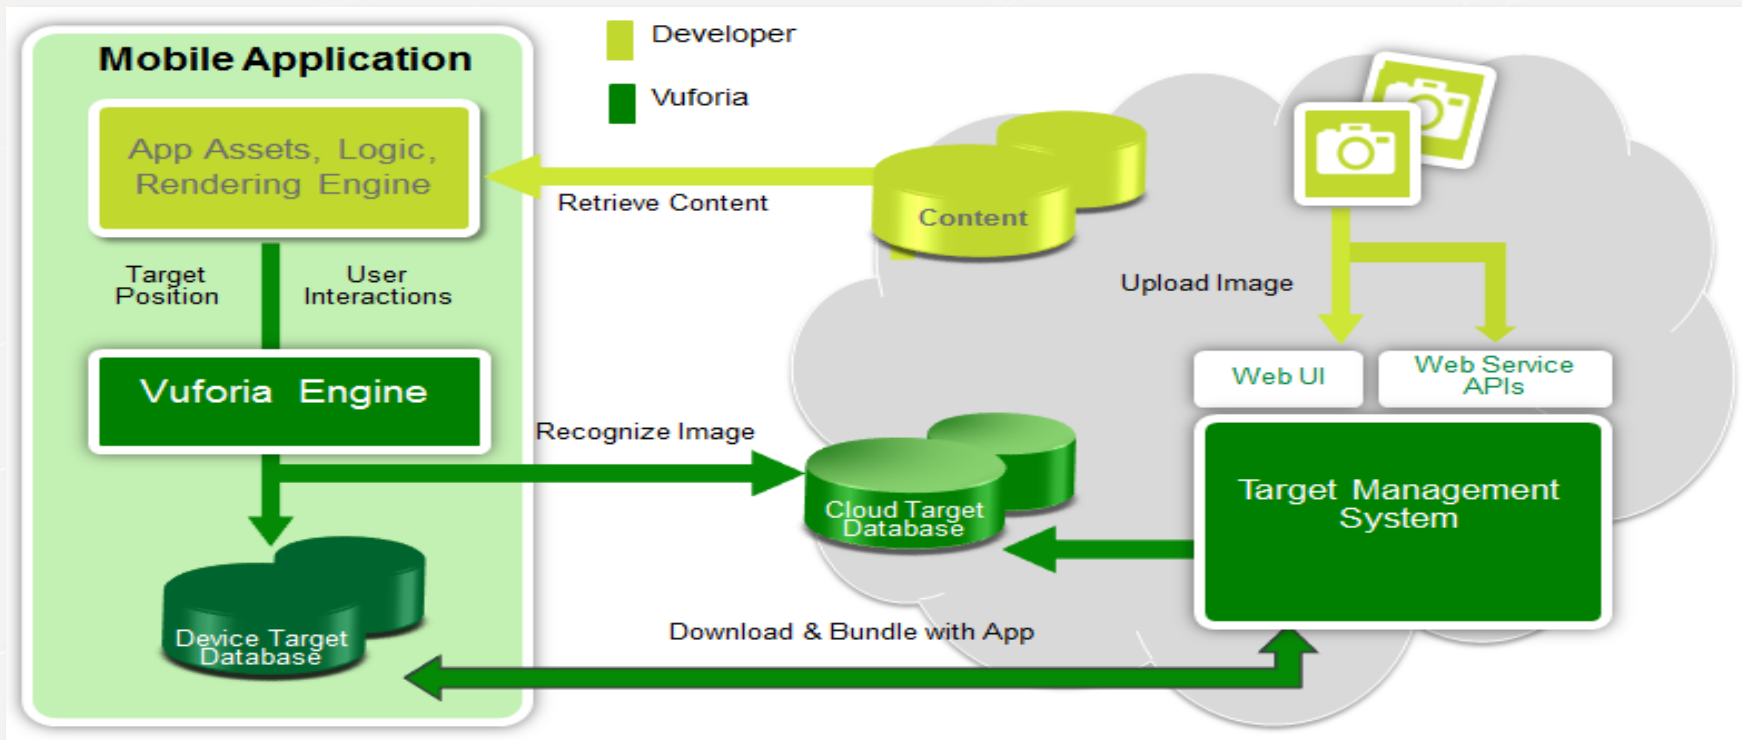 Mobile Application
Developer
Vuforia
App Assets, Logic,
Rendering Engine
Retrieve Content
Content
Target
Position
User
Interactions
Upload Image
Vuforia Engine
Web UI
Web Service
APIs
Recognize Image
Cloud Target
Database
Target Management
System
Device Target
Database
Download & Bundle with App